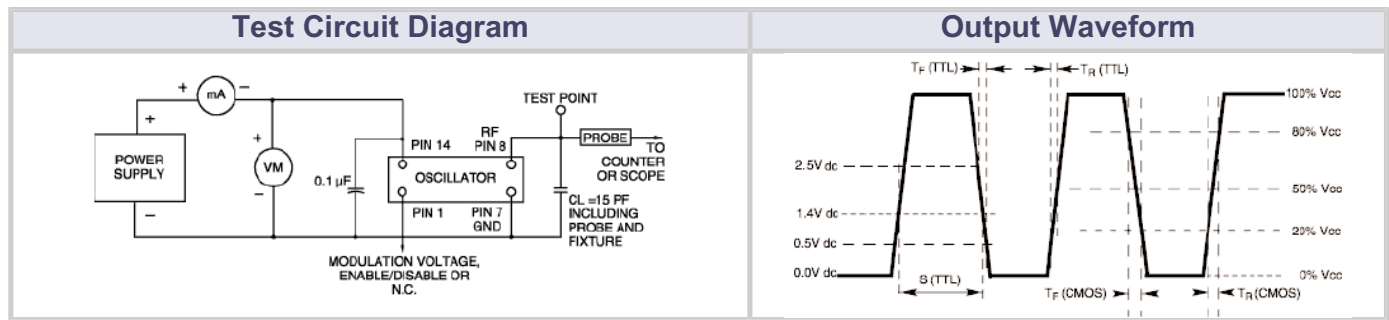 Test Circuit Diagram
+
mA
−
TEST POINT
+
POWER
SUPPLY
−
+
VM
−
0.1 µF
PIN 14
RF
PIN 8
OSCILLATOR
PIN 1
PIN 7
GND
PROBE
TO
COUNTER
OR SCOPE
CL =15 PF
INCLUDING
PROBE AND
FIXTURE
MODULATION VOLTAGE,
ENABLE/DISABLE OR
N.C.
Output Waveform
TF (TTL)
TR (TTL)
100% Vcc
80% Vcc
2.5V dc
50% Vcc
1.4V dc
20% Vcc
0.5V dc
0.0V dc
0% Vcc
S (TTL)
TF (CMOS)
TR (CMOS)